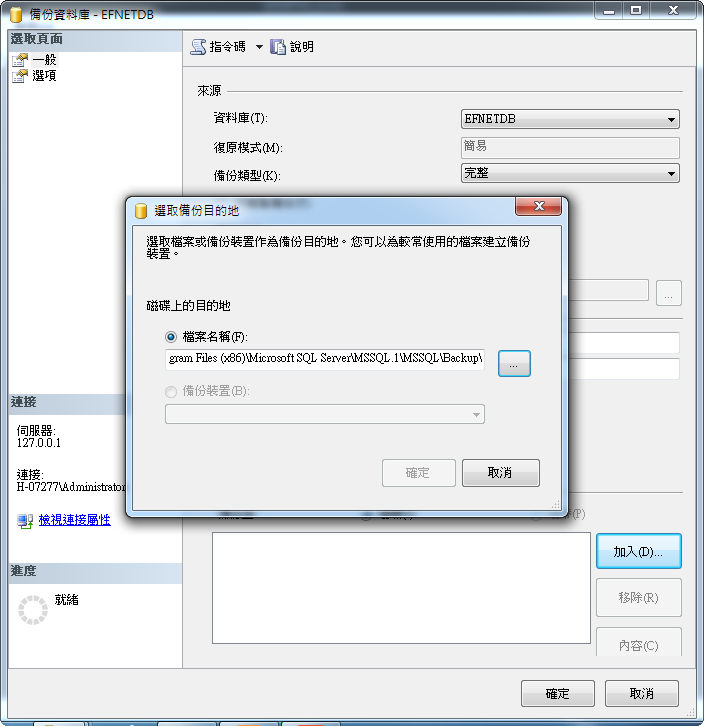 備份資料庫 - EFNETDB
選取頁面
一般
選項
指令碼
說明
來源
資料庫(T):
EFNETDB
復原模式(M):
簡易
備份類型(K):
完整
選取備份目的地
選取檔案或備份裝置作為備份目的地。您可以為較常使用的檔案建立備份
裝置。
磁碟上的目的地
檔案名稱(F):
gram Files (x86)\Microsoft SQL Server\MSSQL.1\MSSQL\Backup\
...
備份裝置(B):
確定
取消
...
連接
伺服器:
127.0.0.1
連接:
H-07277\Administrator
檢視連接屬性
進度
就緒
加入(D)...
移除(R)
內容(C)
確定
取消